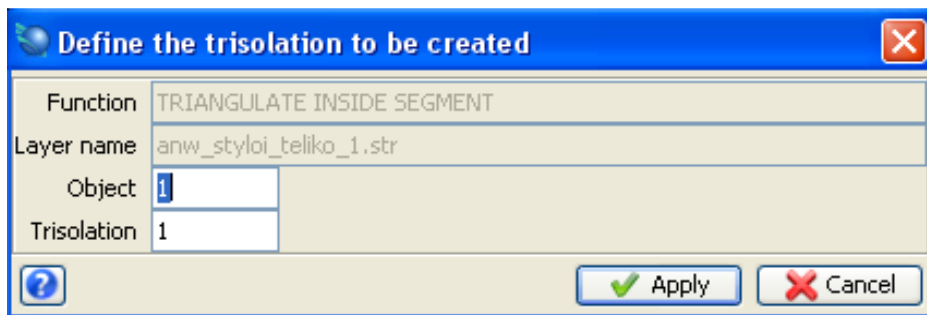 Define the trisolation to be created
Function TRIANGULATE INSIDE SEGMENT
Layer name anw_styloi_teliko_1.str
Object 1
Trisolation 1
? Apply Cancel